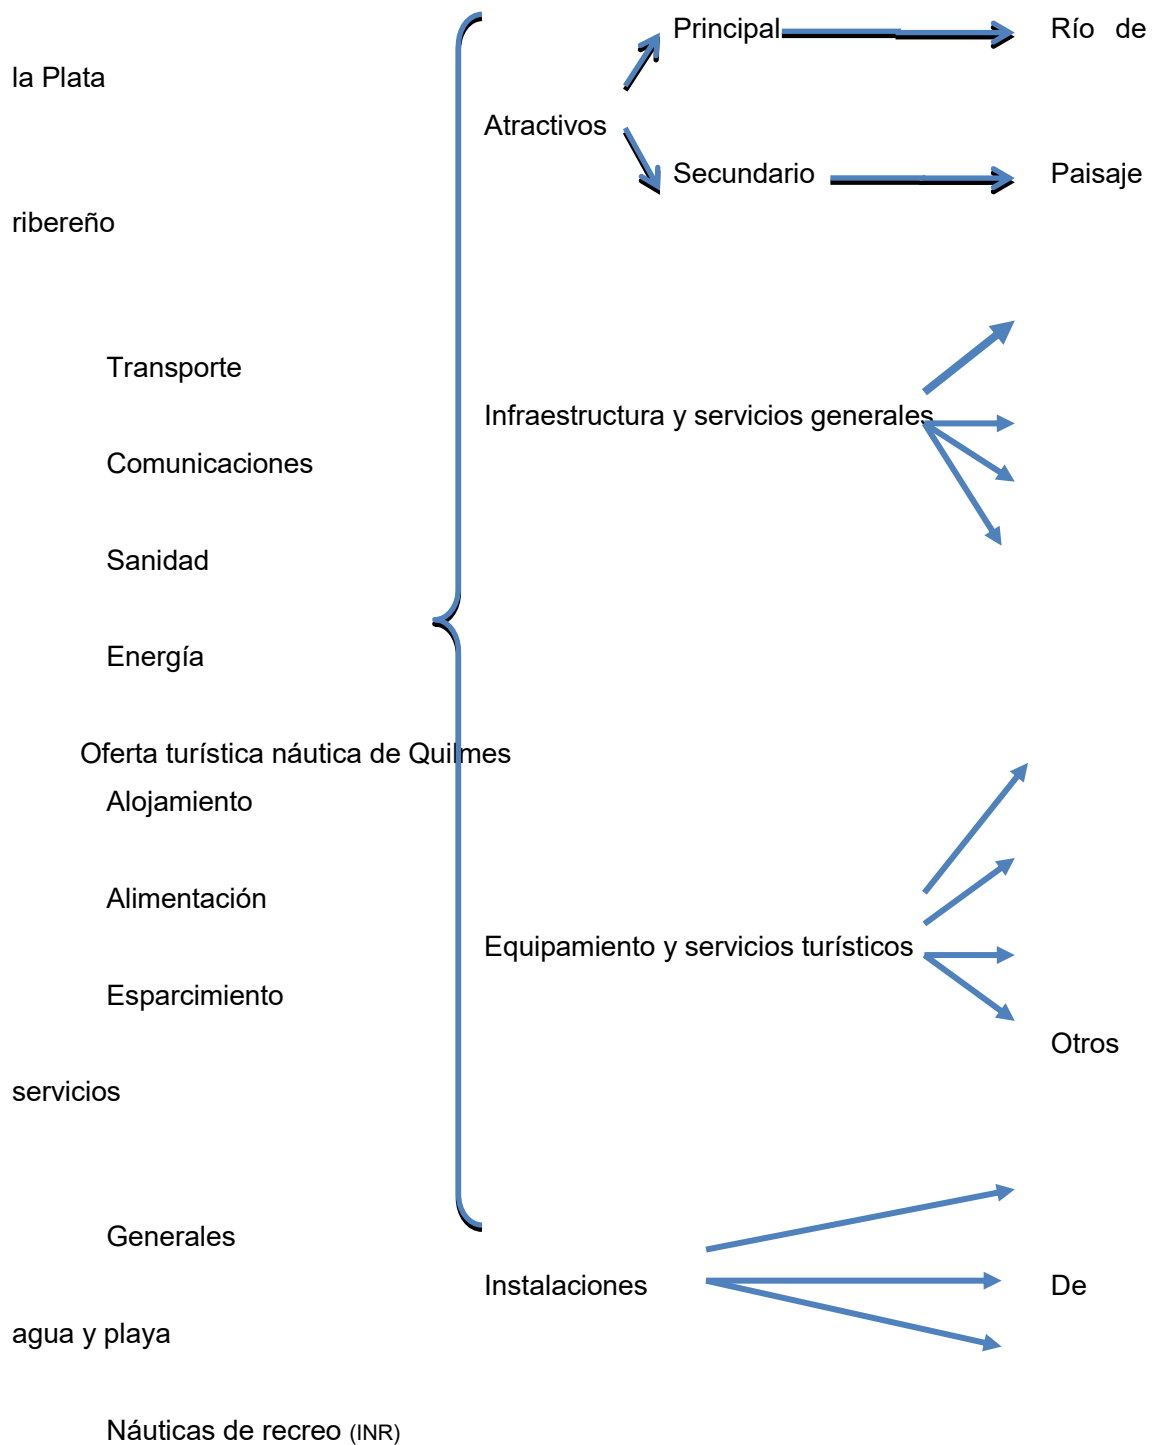 Principal Río de
la Plata
Atractivos
Secundario Paisaje
ribereño
Transporte
Infraestructura y servicios generales
Comunicaciones
Sanidad
Energía
Oferta turística náutica de Quilmes
Alojamiento
Alimentación
Equipamiento y servicios turísticos
Esparcimiento
Otros
servicios
Generales
Instalaciones De
agua y playa
Náuticas de recreo (INR)